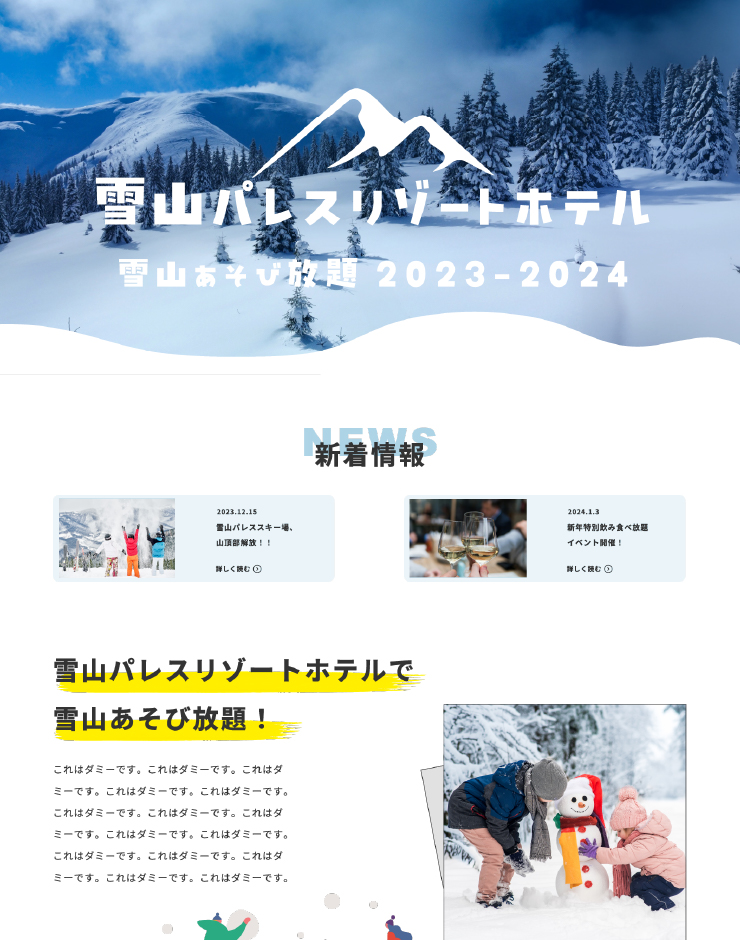 雪山パレスリゾートホテル
雪山あそび放題 2023-2024
NEWS
新着情報
2023.12.15
雪山パレススキー場、
山頂部解放！！
詳しく読む
2024.1.3
新年特別飲み食べ放題
イベント開催！
詳しく読む
雪山パレスリゾートホテルで
雪山あそび放題！
これはダミーです。これはダミーです。これはダ
ミーです。これはダミーです。これはダミーです。
これはダミーです。これはダミーです。これはダ
ミーです。これはダミーです。これはダミーです。
これはダミーです。これはダミーです。これはダ
ミーです。これはダミーです。これはダミーです。